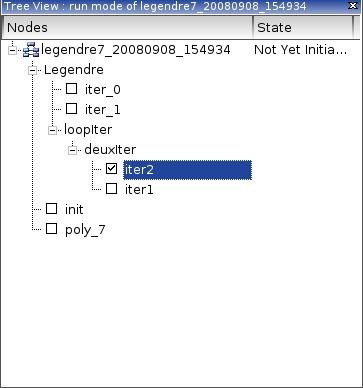 Tree View : run mode of legendre7_20080908_154934
Nodes State
legendre7_20080908_154934 Not Yet Initia...
Legendre
iter_0
iter_1
loopIter
deuxIter
iter2
iter1
init
poly_7